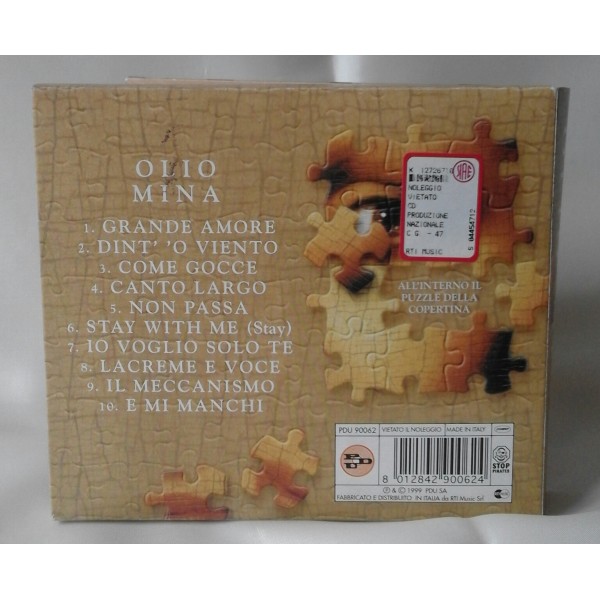 OLIO
MINA
1. GRANDE AMORE
2. DINT' 'O VIENTO
3. COME GOCCE
4. CANTO LARGO
5. NON PASSA
6. STAY WITH ME (Stay)
7. IO VOGLIO SOLO TE
8. LACREME E VOCE
9. IL MECCANISMO
10. E MI MANCHI
NOLEGGIO
VIETATO
CD
PRODUZIONE
NAZIONALE
C G. - 47
RTI MUSIC
S 04454712
ALL'INTERNO IL
PUZZLE DELLA
COPERTINA
PDU 90062
VIETATO IL NOLEGGIO
MADE IN ITALY
PDU
8 012842 900624
STOP
PIRATES
℗ & © 1999 PDU SA
FABBRICATO E DISTRIBUITO IN ITALIA da RTI Music Srl